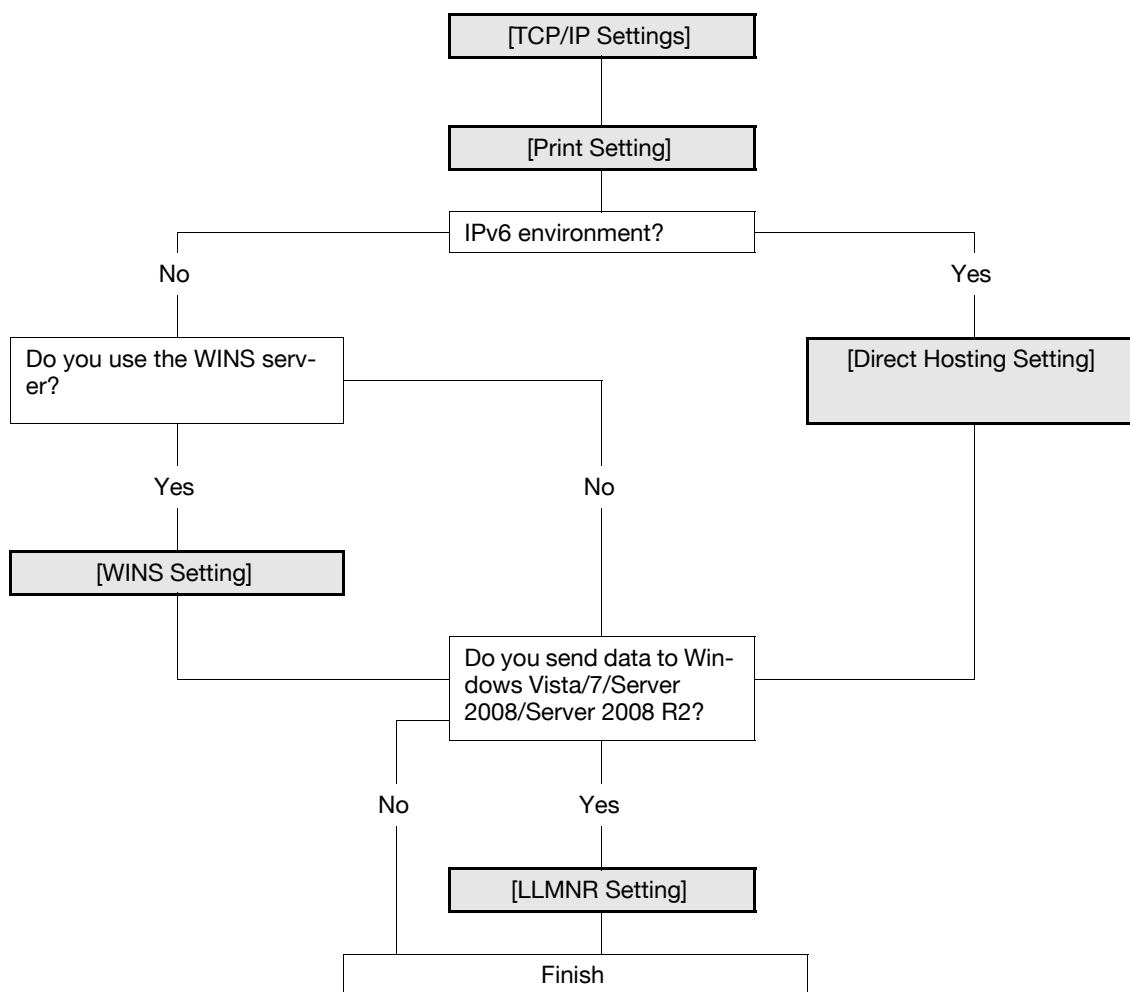 [TCP/IP Settings]
[Print Setting]
IPv6 environment?
No
Yes
Do you use the WINS serv-
er?
[Direct Hosting Setting]
Yes
No
[WINS Setting]
Do you send data to Win-
dows Vista/7/Server
2008/Server 2008 R2?
No
Yes
[LLMNR Setting]
Finish